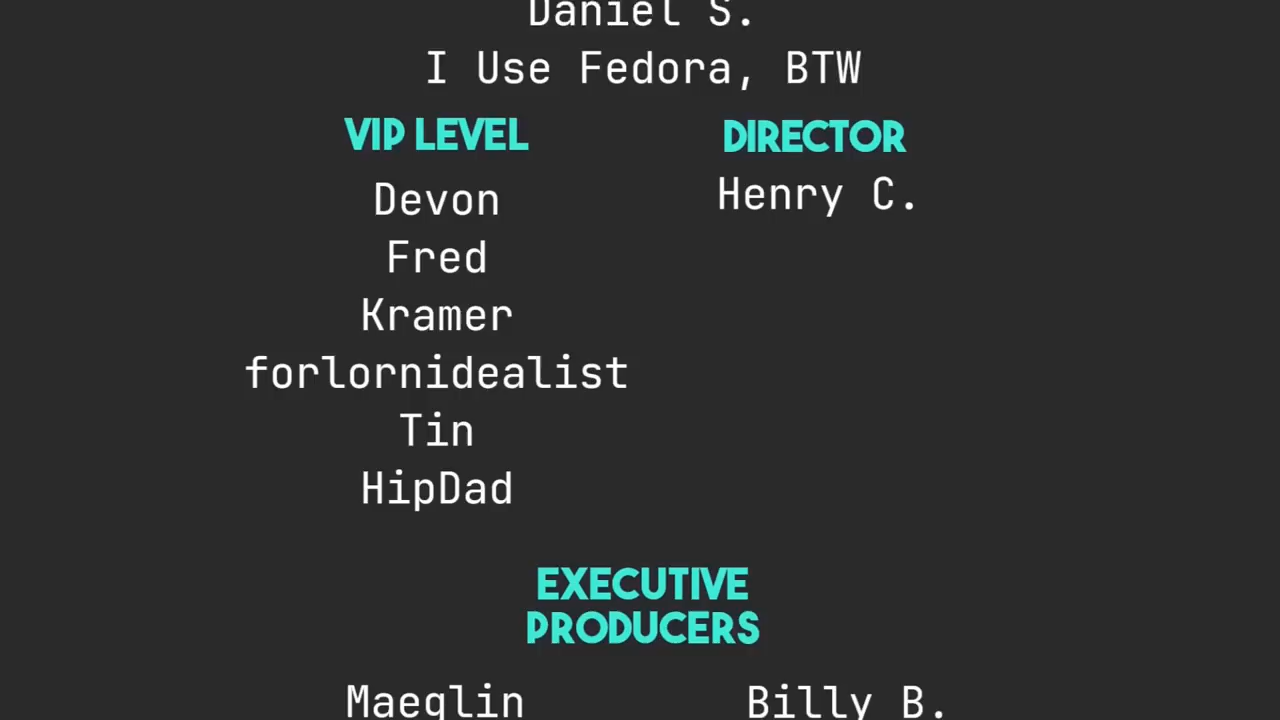 Daniel S.
I Use Fedora, BTW
VIP LEVEL
Devon
Fred
Kramer
forlornidealist
Tin
HipDad
DIRECTOR
Henry C.
EXECUTIVE
PRODUCERS
Maeglin
Billy B.